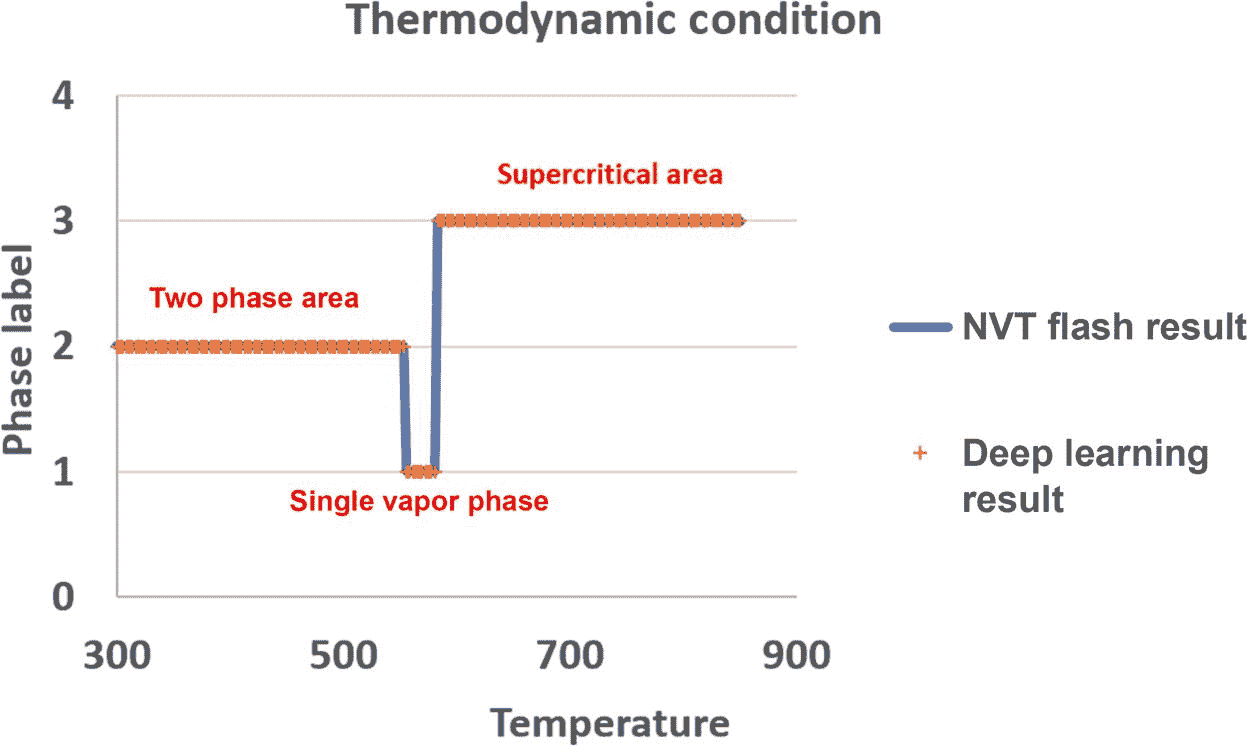 Thermodynamic condition
4
Supercritical area
3
Phase label
Two phase area
2
NVT flash result
1
Single vapor phase
Deep learning
result
0
300 500 700 900
Temperature